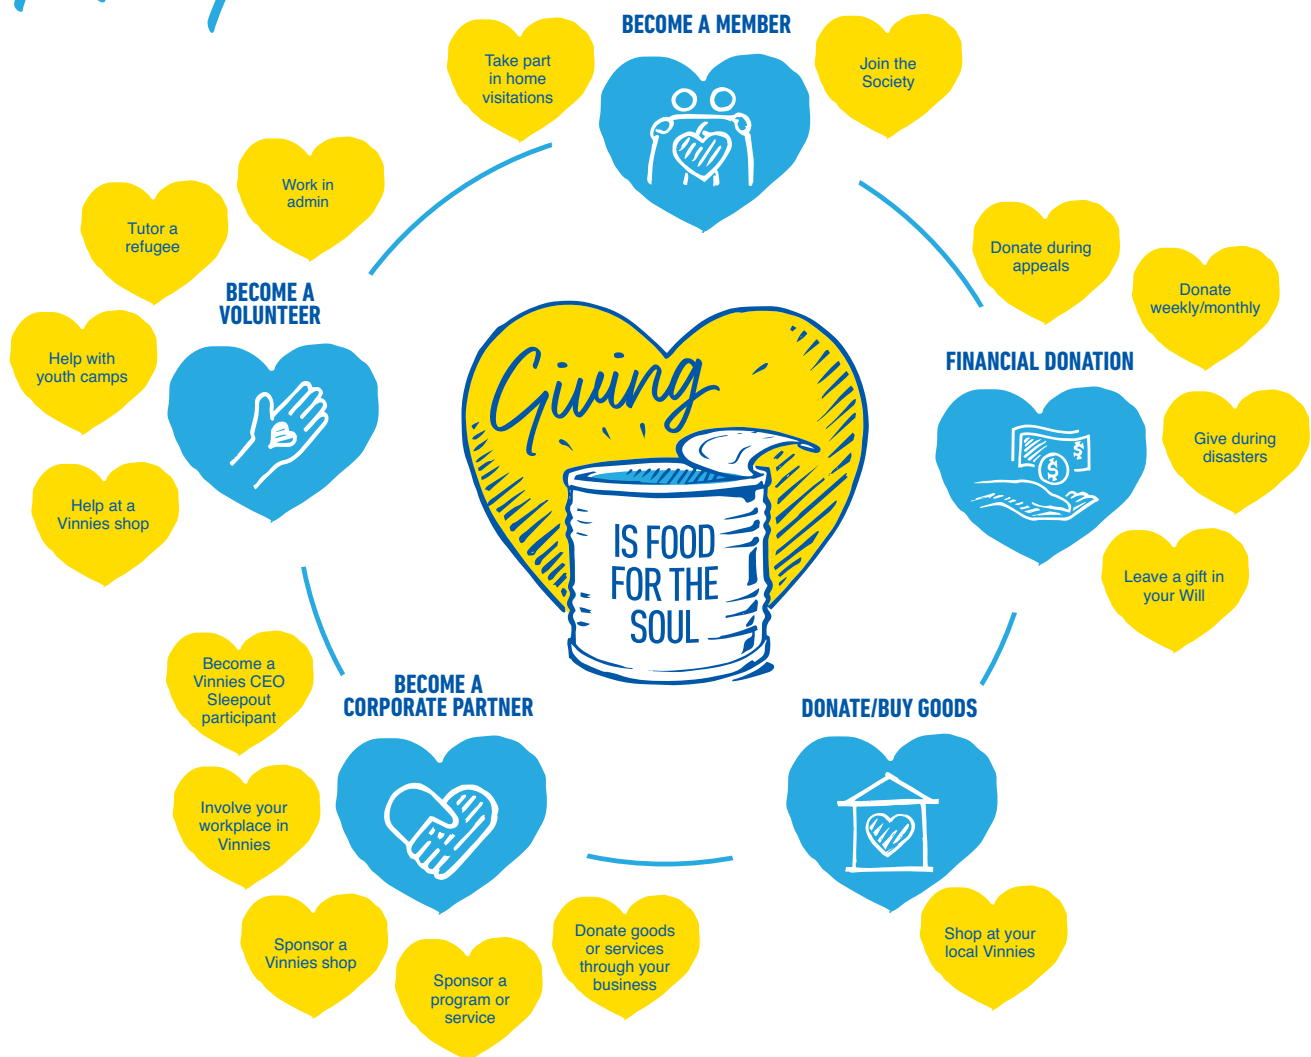 BECOME A MEMBER
Take part
in home
visitations
Join the
Society
Work in
admin
Tutor a
refugee
BECOME A
VOLUNTEER
Help with
youth camps
Help at a
Vinnies shop
Donate during
appeals
Donate
weekly/monthly
FINANCIAL DONATION
Give during
disasters
Leave a gift in
your Will
Giving
IS FOOD
FOR THE
SOUL
Become a
Vinnies CEO
Sleepout
participant
BECOME A
CORPORATE PARTNER
Involve your
workplace in
Vinnies
Sponsor a
Vinnies shop
Sponsor a
program or
service
Donate goods
or services
through your
business
DONATE/BUY GOODS
Shop at your
local Vinnies